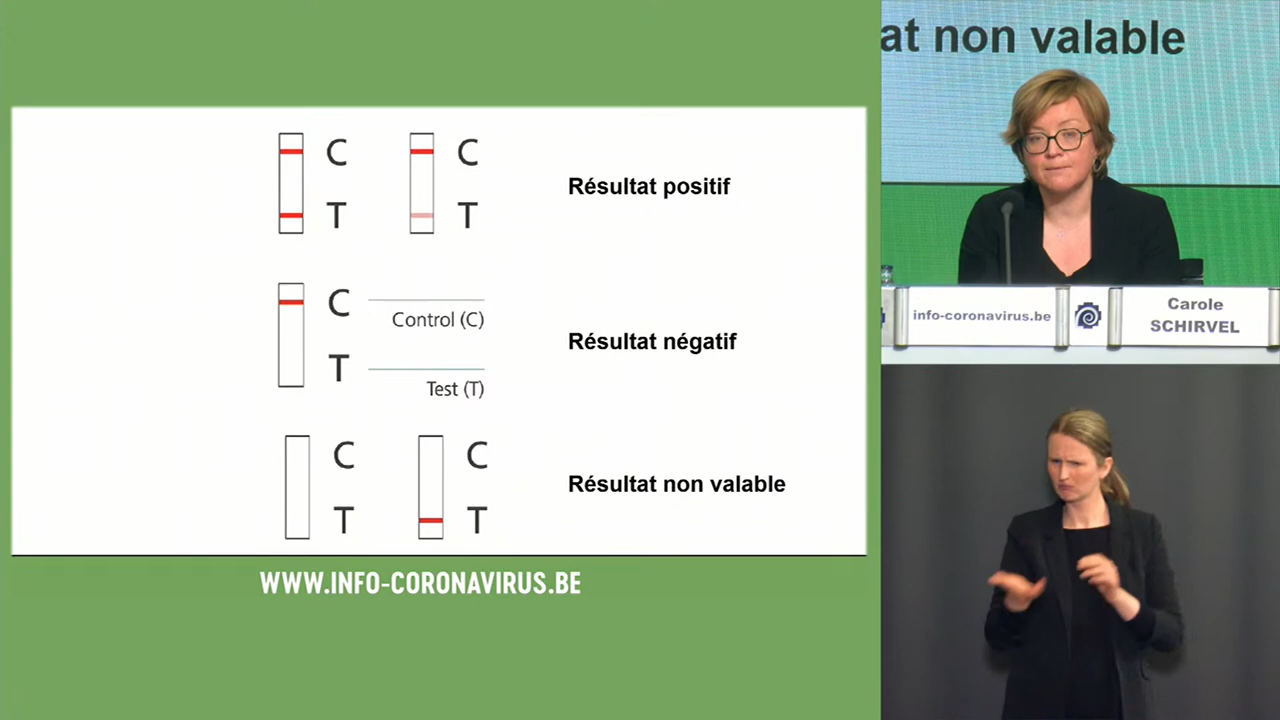 C
C
Résultat positif
T
T
C
Control (C)
Résultat négatif
T
Test (T)
C
C
Résultat non valable
T
T
WWW.INFO-CORONAVIRUS.BE
at non valable
info-coronavirus.be
Carole
SCHIRVEL